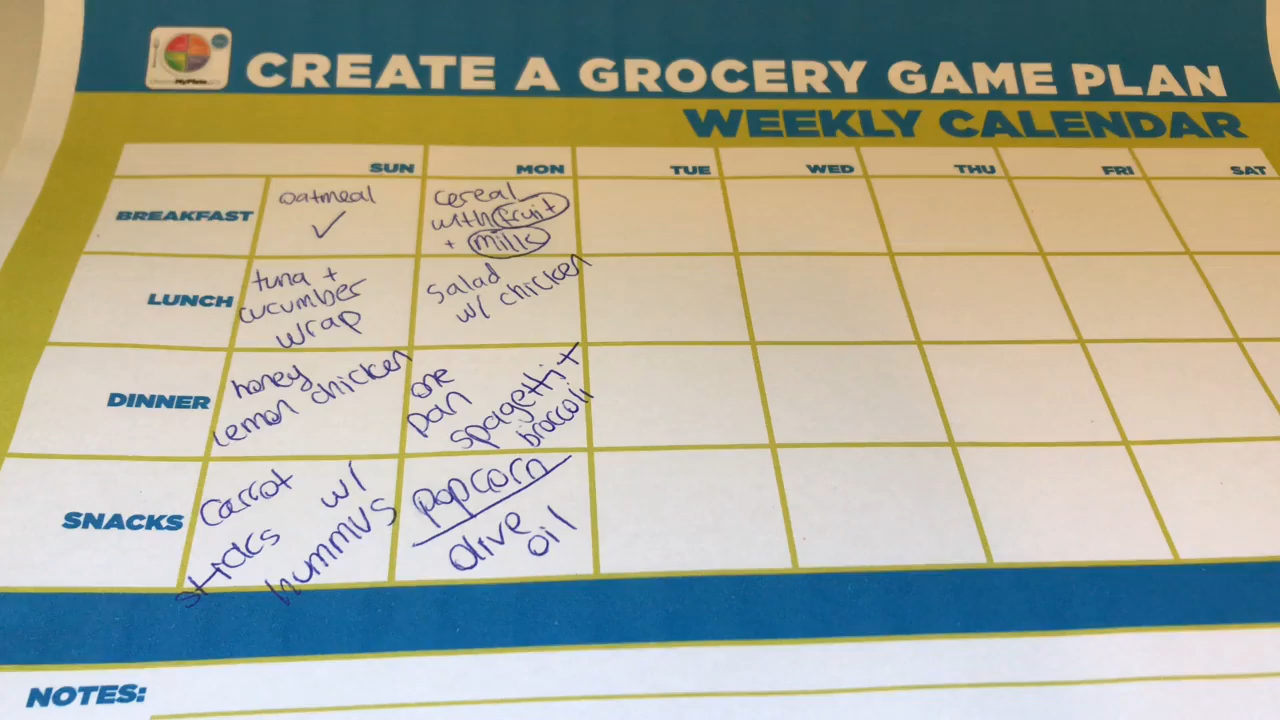 CREATE A GROCERY GAME PLAN
WEEKLY CALENDAR
SUN MON TUE WED THU FRI SAT
BREAKFAST
oatmeal
✓
cereal
with fruit
+ milk
LUNCH
tuna +
cucumber
wrap
salad
w/ chicken
DINNER
honey
lemon chicken
one
pan
spagetti +
broccoli
SNACKS
carrot
sticks w/
hummus
popcorn
olive
oil
NOTES:
MyPlate